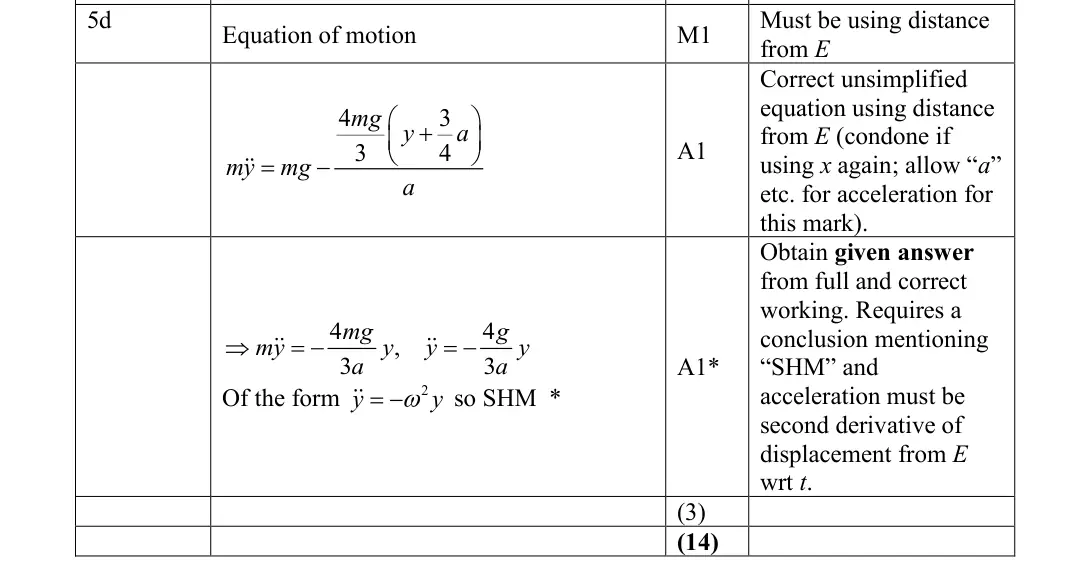 5d
Equation of motion
M1
Must be using distance
from E
mÿ = mg − (4mg/3 (y + 3/4 a))/a
A1
Correct unsimplified
equation using distance
from E (condone if
using x again; allow “a”
etc. for acceleration for
this mark).
⇒ mÿ = −4mg/3a y, ÿ = −4g/3a y
Of the form ÿ = −ω²y so SHM *
A1*
Obtain given answer
from full and correct
working. Requires a
conclusion mentioning
“SHM” and
acceleration must be
second derivative of
displacement from E
wrt t.
(3)
(14)